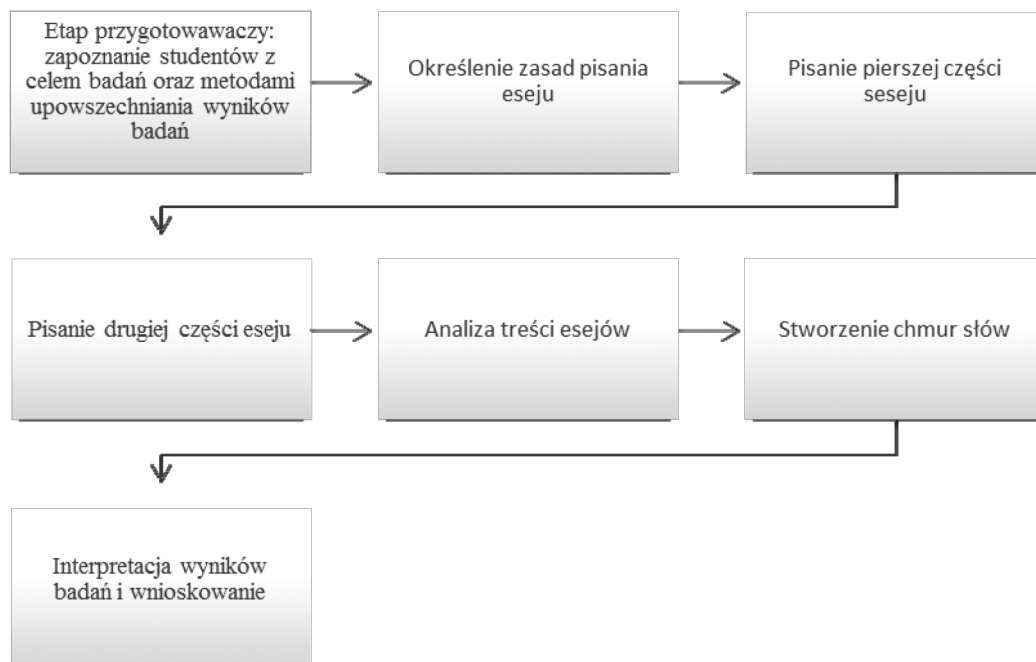 Etap przygotowawaczy:
zapoznanie studentów z
celem badań oraz metodami
upowszechniania wyników
badań
Określenie zasad pisania
eseju
Pisanie pierszej części
seseju
Pisanie drugiej części eseju
Analiza treści esejów
Stworzenie chmur słów
Interpretacja wyników
badań i wnioskowanie